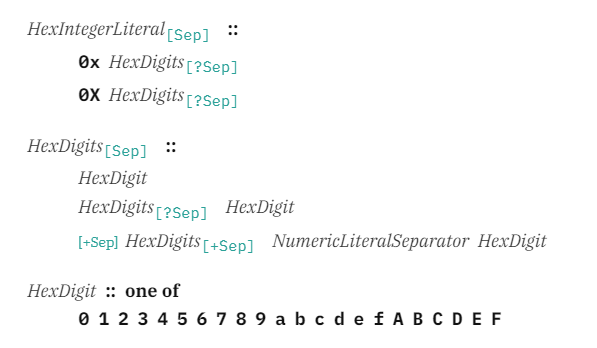 HexIntegerLiteral[Sep] ::
0x HexDigits[?Sep]
0X HexDigits[?Sep]
HexDigits[Sep] ::
HexDigit
HexDigits[?Sep] HexDigit
[+Sep] HexDigits[+Sep] NumericLiteralSeparator HexDigit
HexDigit :: one of
0 1 2 3 4 5 6 7 8 9 a b c d e f A B C D E F